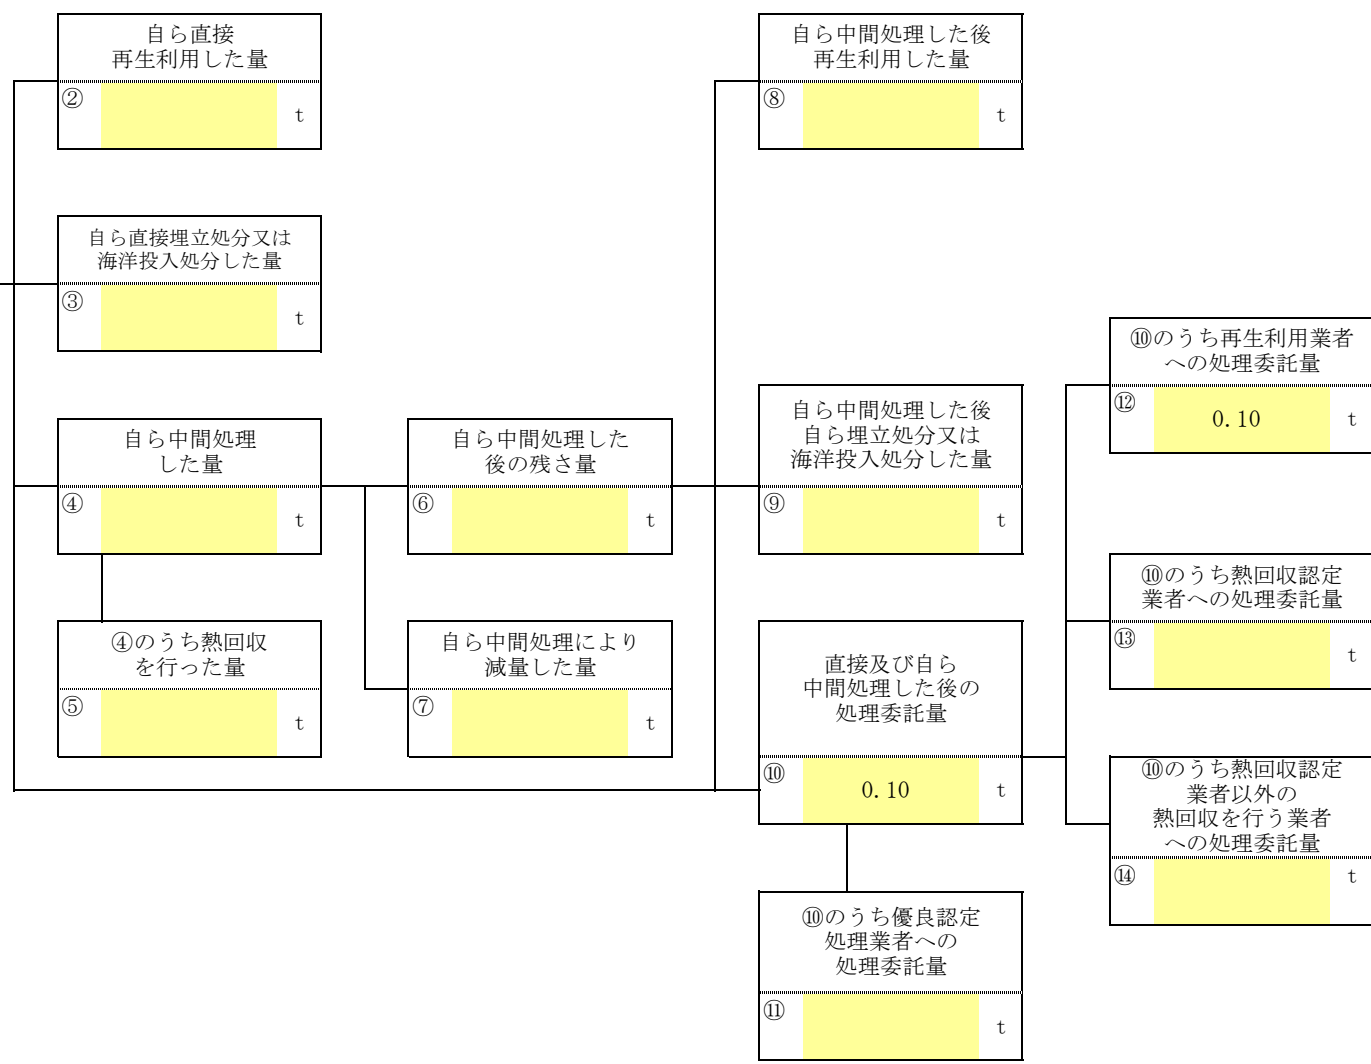 自ら直接
再生利用した量
②
t
自ら中間処理した後
再生利用した量
⑧
t
自ら直接埋立処分又は
海洋投入処分した量
③
t
⑩のうち再生利用業者
への処理委託量
⑫
0.10
t
自ら中間処理
した量
④
t
自ら中間処理した
後の残さ量
⑥
t
自ら中間処理した後
自ら埋立処分又は
海洋投入処分した量
⑨
t
⑩のうち熱回収認定
業者への処理委託量
⑬
t
④のうち熱回収
を行った量
⑤
t
自ら中間処理により
減量した量
⑦
t
直接及び自ら
中間処理した後の
処理委託量
⑩
0.10
t
⑩のうち熱回収認定
業者以外の
熱回収を行う業者
への処理委託量
⑭
t
⑩のうち優良認定
処理業者への
処理委託量
⑪
t